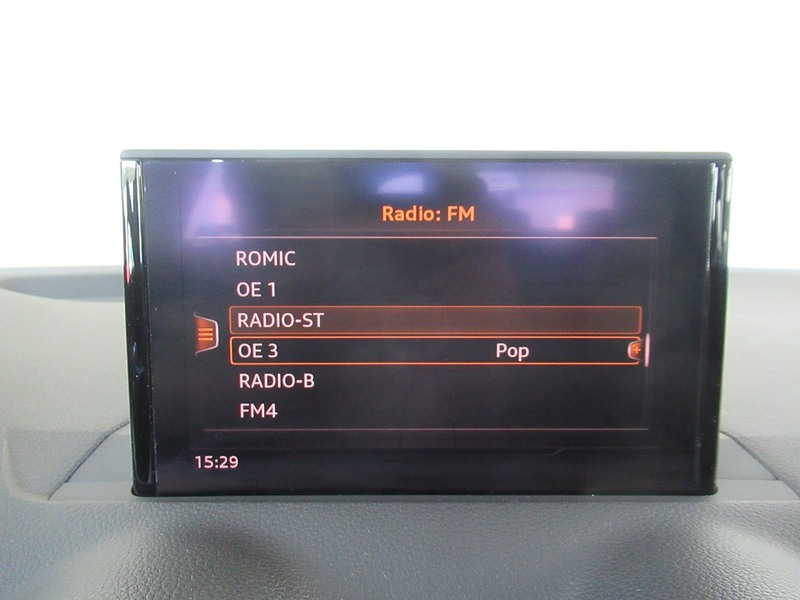 Radio: FM
ROMIC
OE 1
RADIO-ST
OE 3 Pop
RADIO-B
FM4
15:29